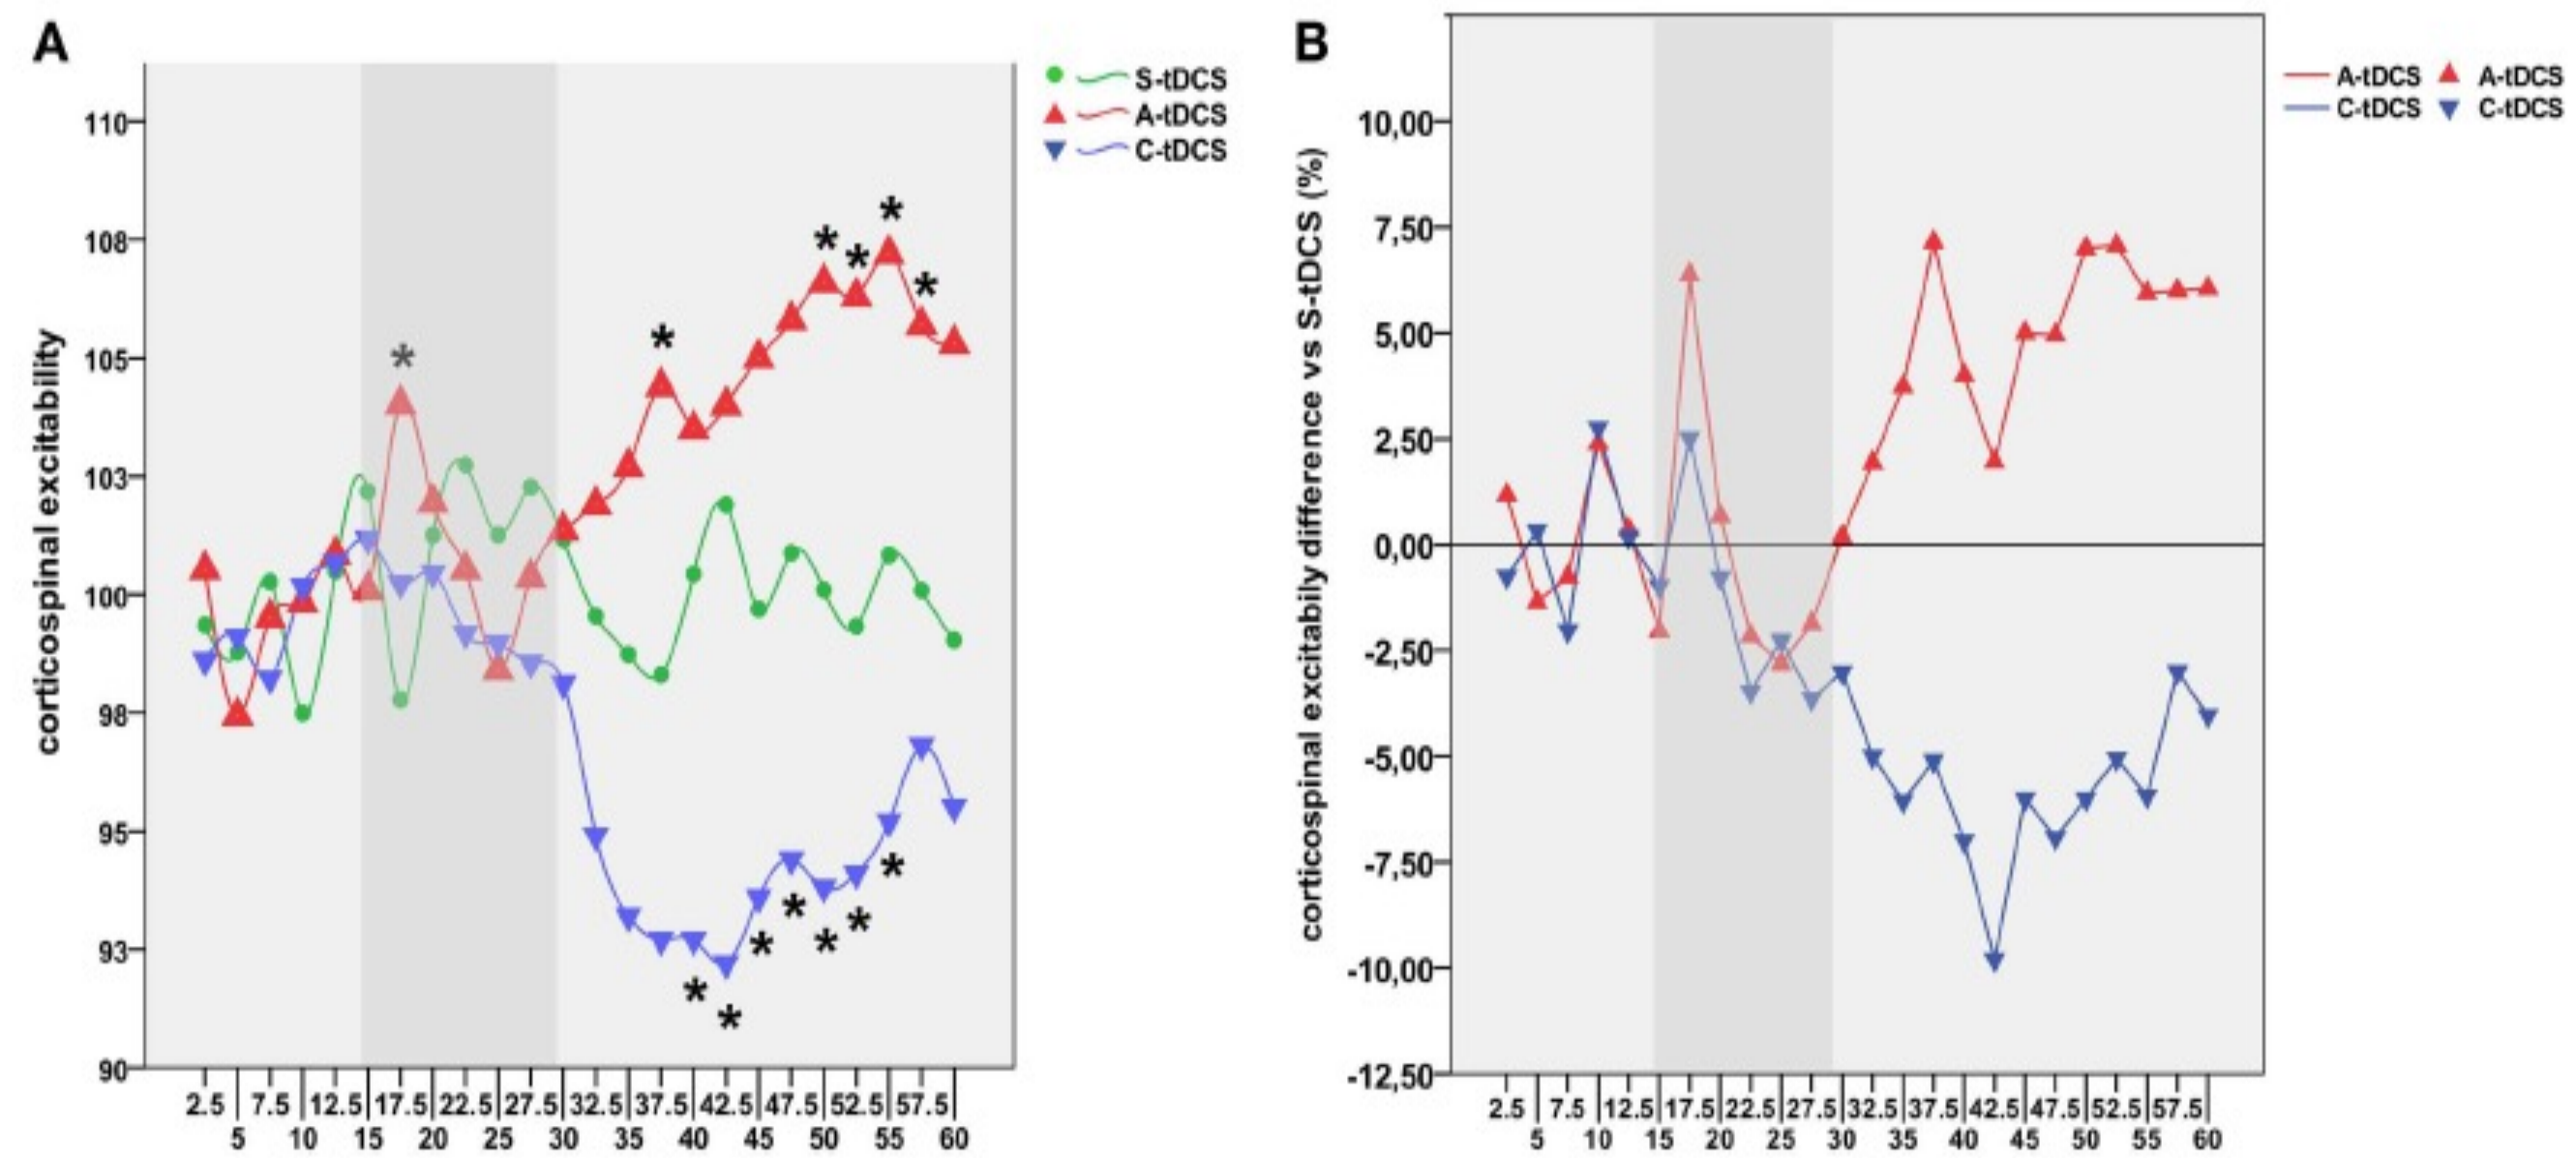 A
corticospinal excitability
110
108
105
103
100
98
95
93
90
* * * * * *
* * * * * * *
2.5 7.5 12.5 17.5 22.5 27.5 32.5 37.5 42.5 47.5 52.5 57.5
5 10 15 20 25 30 35 40 45 50 55 60
S-tDCS
A-tDCS
C-tDCS
B
corticospinal excitabily difference vs S-tDCS (%)
10,00
7,50
5,00
2,50
0,00
-2,50
-5,00
-7,50
-10,00
-12,50
2.5 7.5 12.5 17.5 22.5 27.5 32.5 37.5 42.5 47.5 52.5 57.5
5 10 15 20 25 30 35 40 45 50 55 60
A-tDCS A-tDCS
C-tDCS C-tDCS